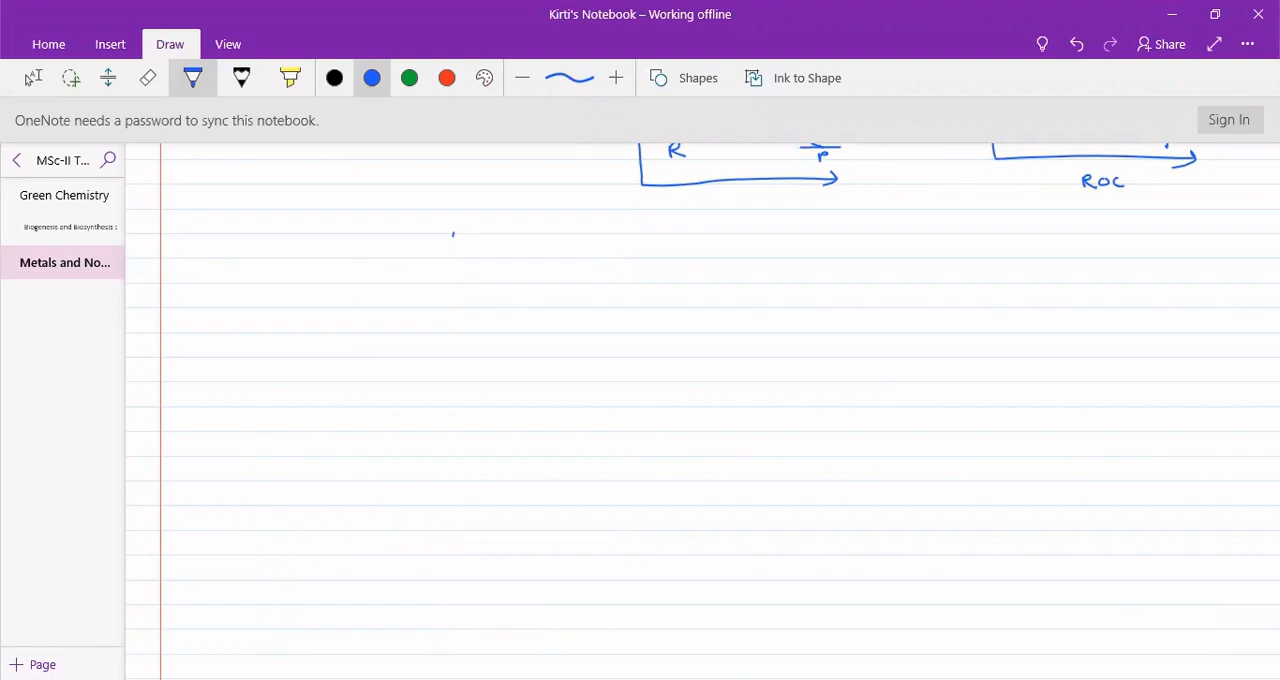 Kirti's Notebook – Working offline
Home Insert Draw View Share
Shapes Ink to Shape
OneNote needs a password to sync this notebook. Sign In
MSc-II T...
Green Chemistry
Biogenesis and Biosynthesis
Metals and No...
R P
ROC
Page